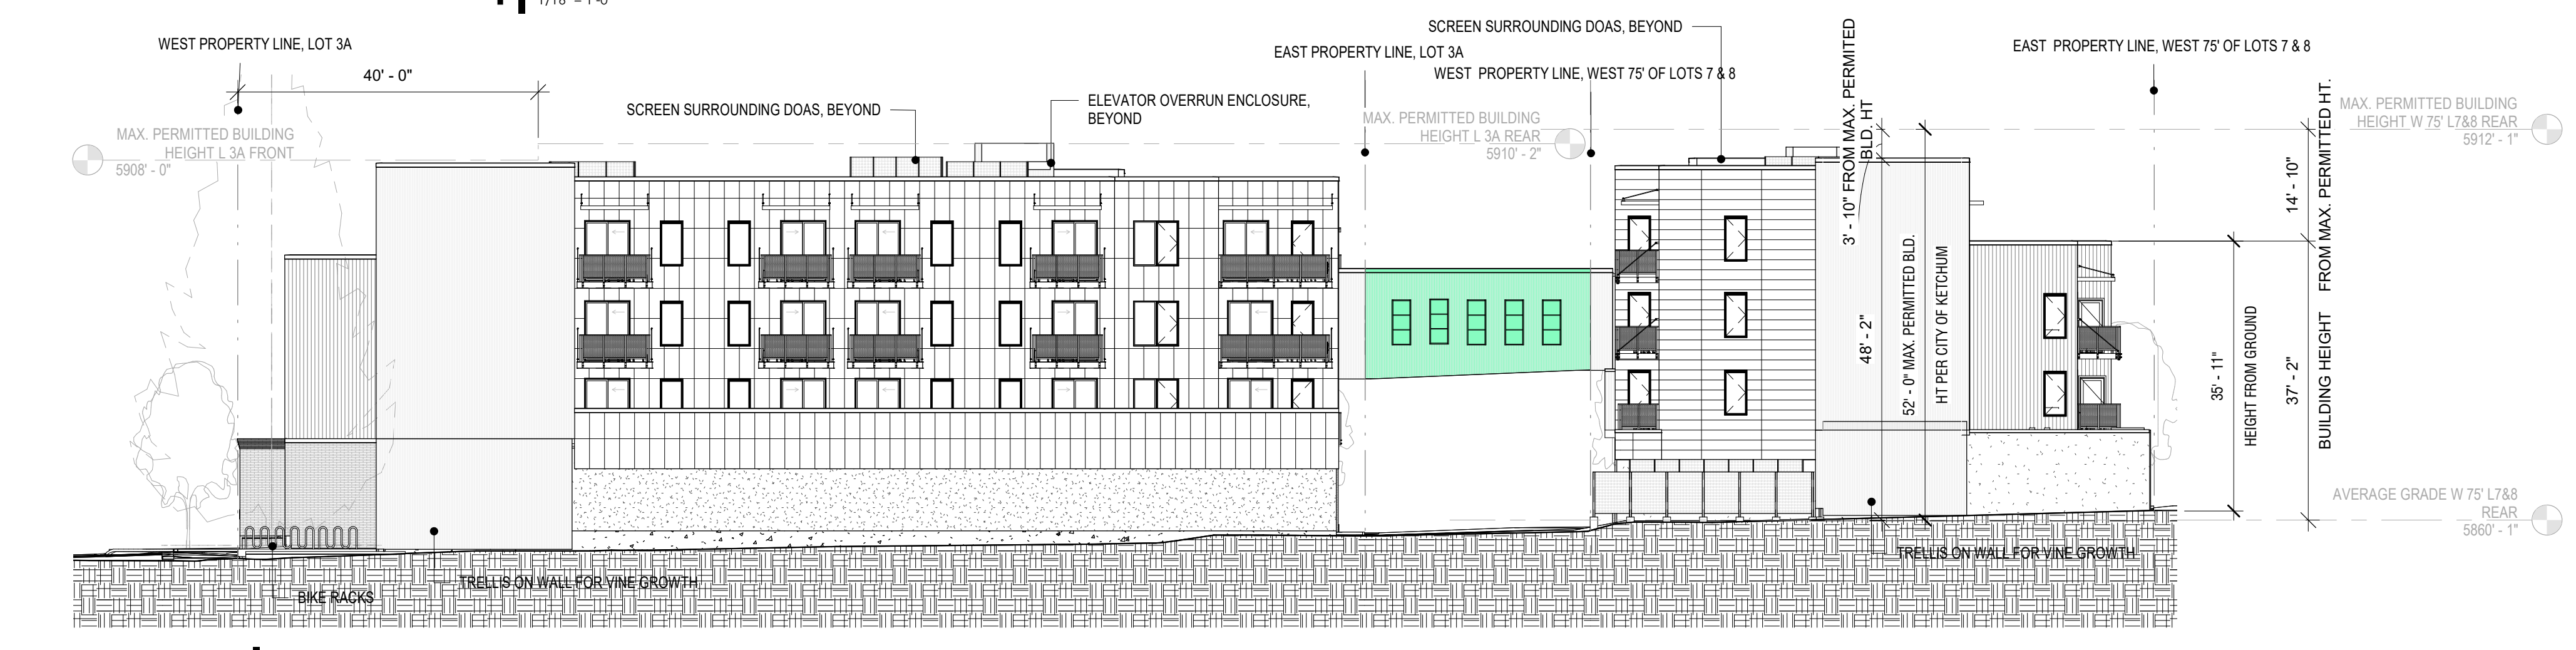 WEST PROPERTY LINE, LOT 3A
40' - 0"
MAX. PERMITTED BUILDING
HEIGHT L 3A FRONT
5908' - 0"
SCREEN SURROUNDING DOAS, BEYOND
ELEVATOR OVERRUN ENCLOSURE,
BEYOND
EAST PROPERTY LINE, LOT 3A
SCREEN SURROUNDING DOAS, BEYOND
WEST PROPERTY LINE, WEST 75' OF LOTS 7 & 8
MAX. PERMITTED BUILDING
HEIGHT L 3A REAR
5910' - 2"
3' - 10" FROM MAX. PERMITTED
BLD. HT
48' - 2"
52' - 0" MAX. PERMITTED BLD.
HT PER CITY OF KETCHUM
EAST PROPERTY LINE, WEST 75' OF LOTS 7 & 8
MAX. PERMITTED BUILDING
HEIGHT W 75' L7&8 REAR
5912' - 1"
14' - 10"
FROM MAX. PERMITTED HT.
35' - 11"
HEIGHT FROM GROUND
37' - 2"
BUILDING HEIGHT
AVERAGE GRADE W 75' L7&8
REAR
5860' - 1"
TRELLIS ON WALL FOR VINE GROWTH
TRELLIS ON WALL FOR VINE GROWTH
BIKE RACKS